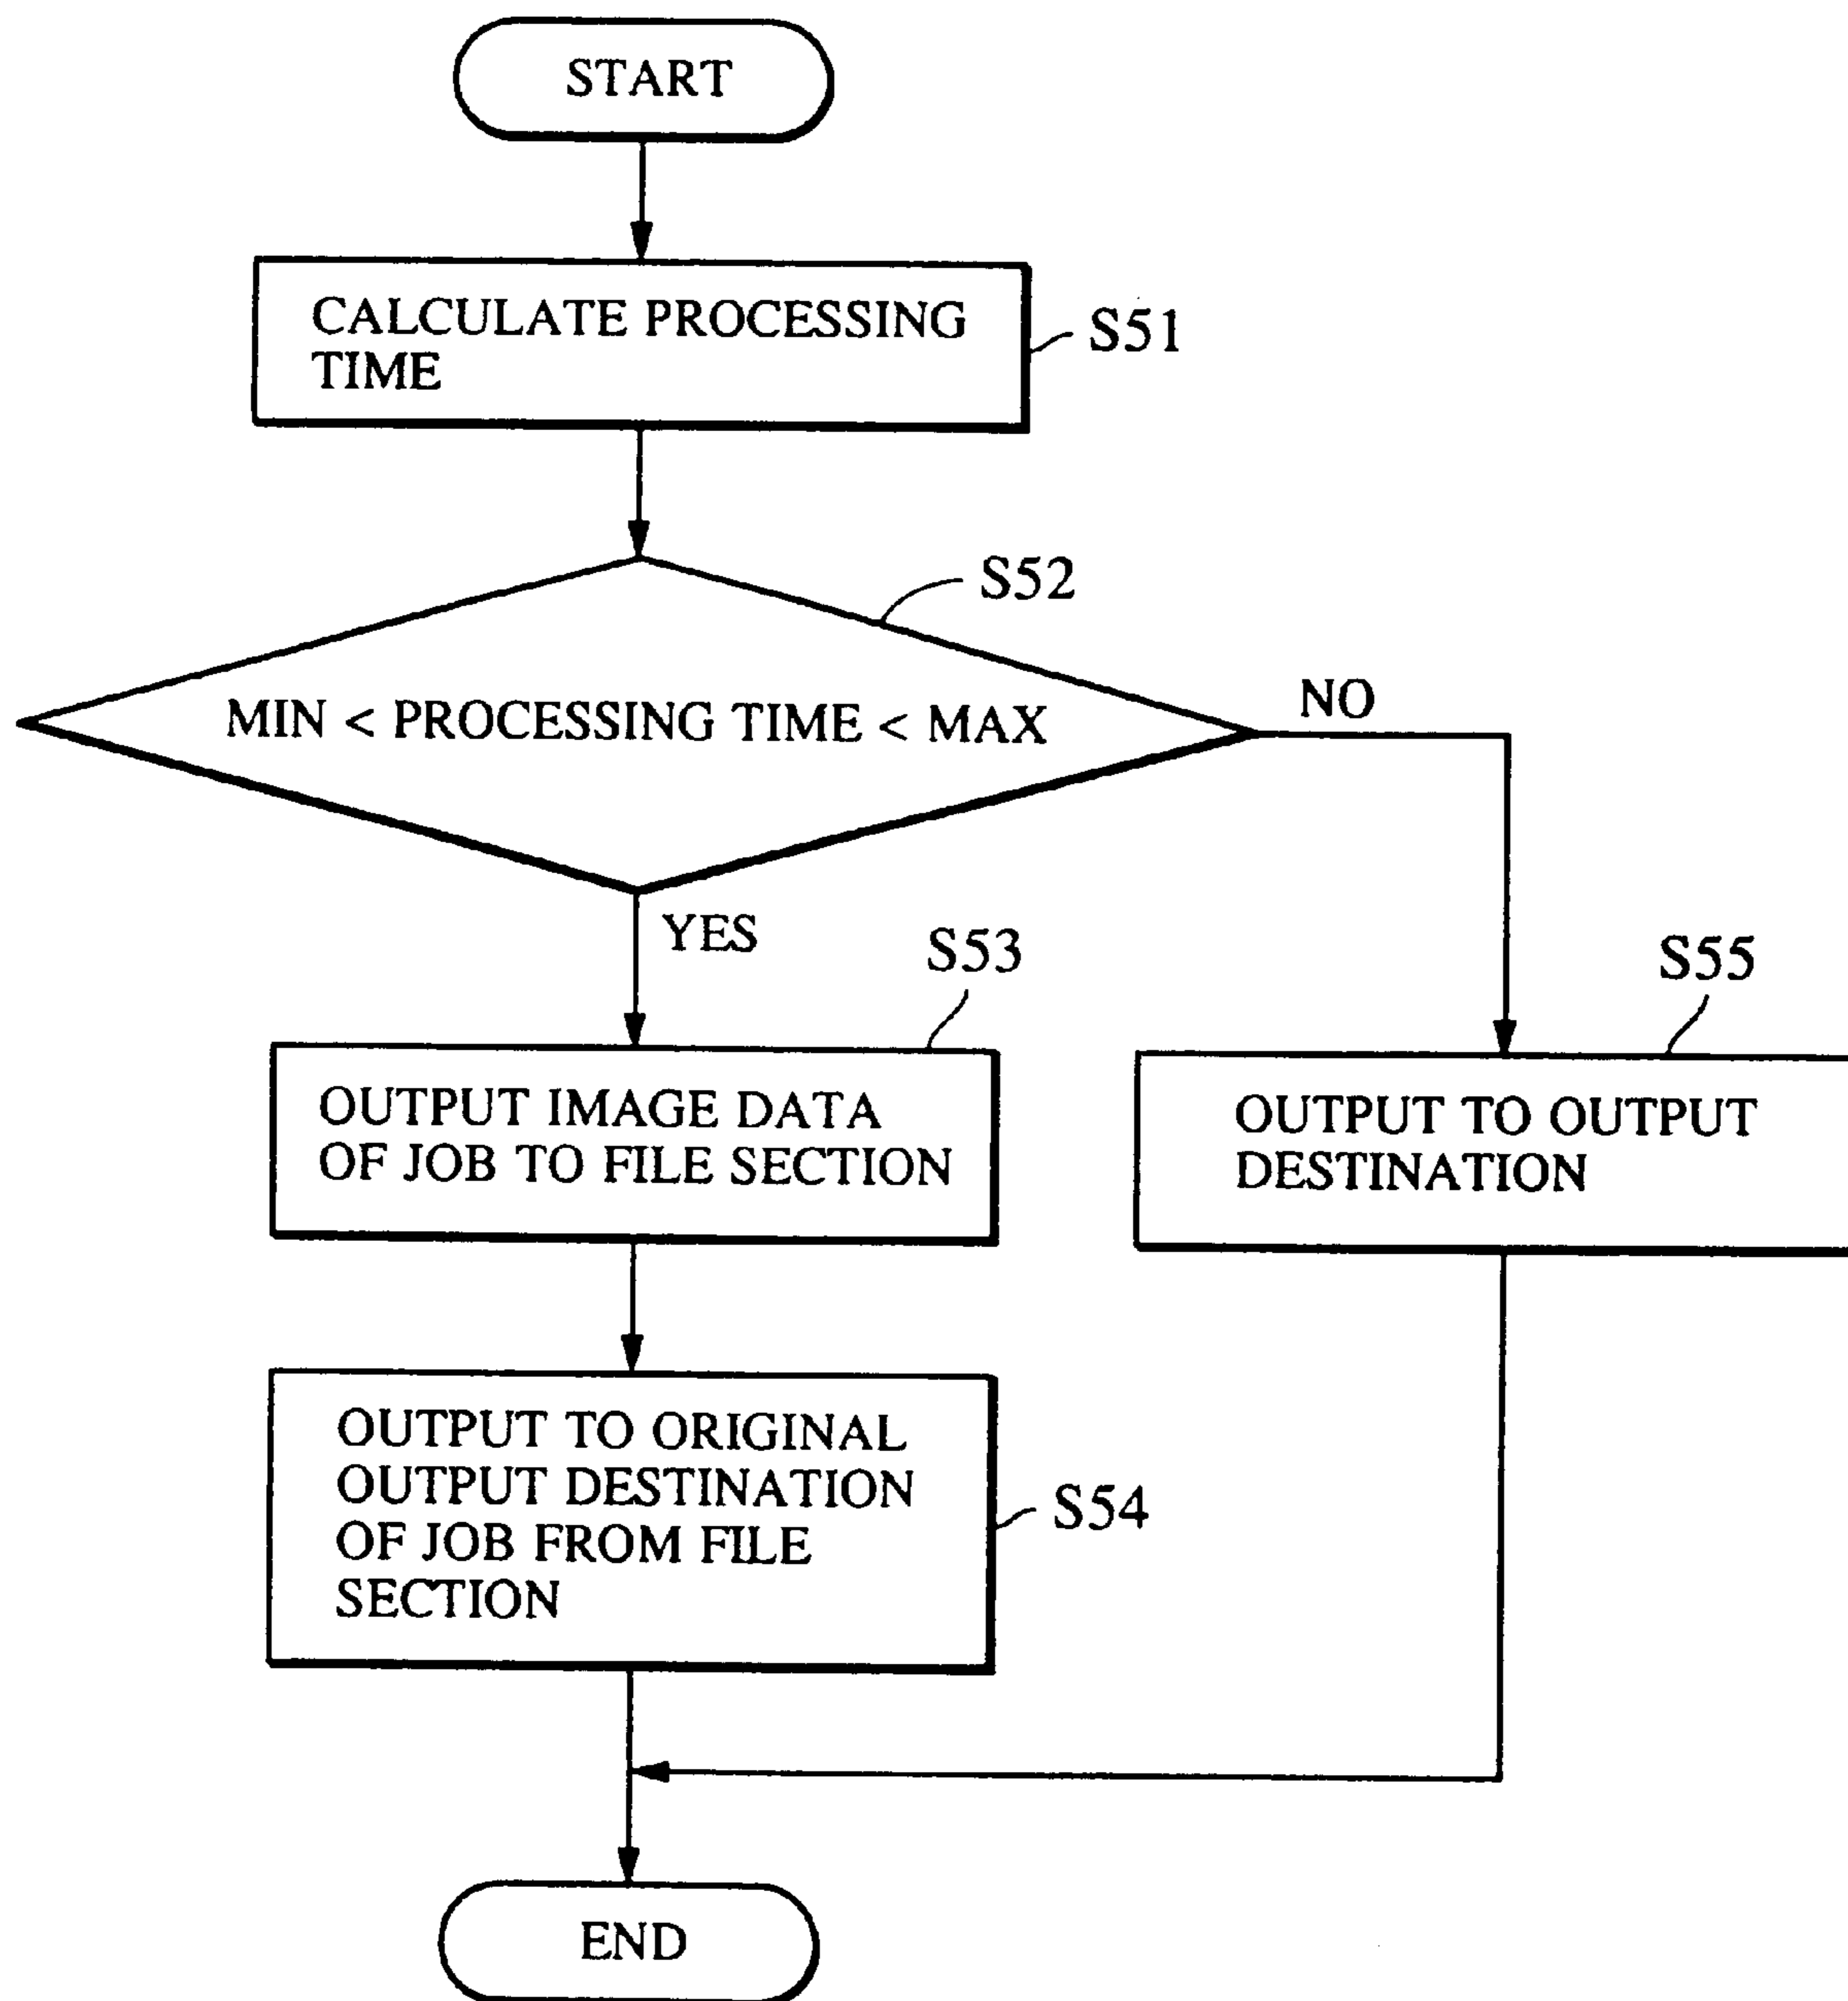 START
CALCULATE PROCESSING
TIME
S51
S52
MIN < PROCESSING TIME < MAX
NO
YES
S53
OUTPUT IMAGE DATA
OF JOB TO FILE SECTION
S55
OUTPUT TO OUTPUT
DESTINATION
OUTPUT TO ORIGINAL
OUTPUT DESTINATION
OF JOB FROM FILE
SECTION
S54
END